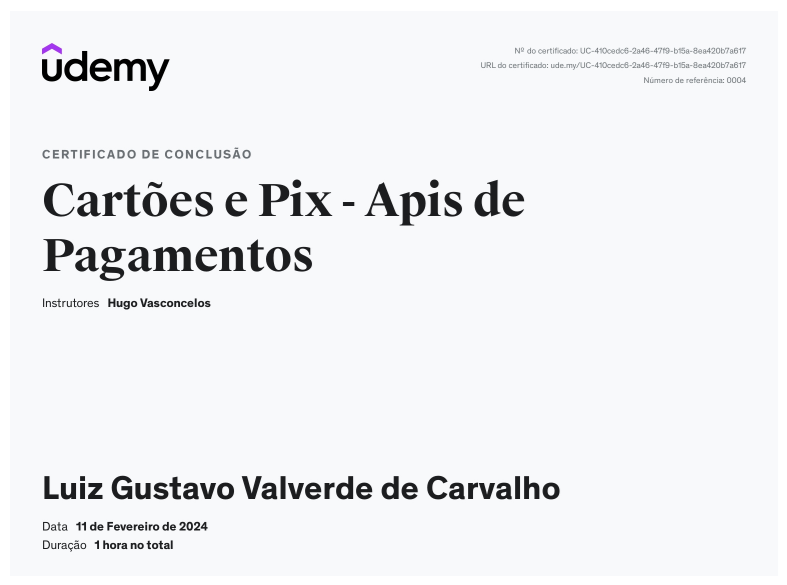 udemy
Nº do certificado: UC-410cedc6-2a46-47f9-b15a-8ea420b7a617
URL do certificado: ude.my/UC-410cedc6-2a46-47f9-b15a-8ea420b7a617
Número de referência: 0004
CERTIFICADO DE CONCLUSÃO
Cartões e Pix - Apis de
Pagamentos
Instrutores Hugo Vasconcelos
Luiz Gustavo Valverde de Carvalho
Data 11 de Fevereiro de 2024
Duração 1 hora no total